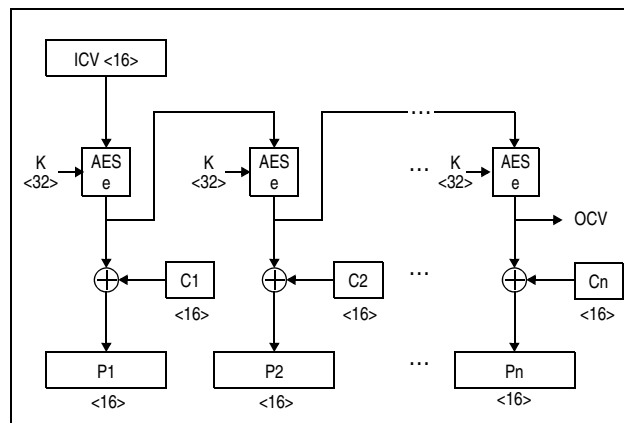 ICV <16>
...
K
<32>
AES
e
K
<32>
AES
e
...
K
<32>
AES
e
OCV
C1
<16>
C2
<16>
...
Cn
<16>
P1
<16>
P2
<16>
...
Pn
<16>